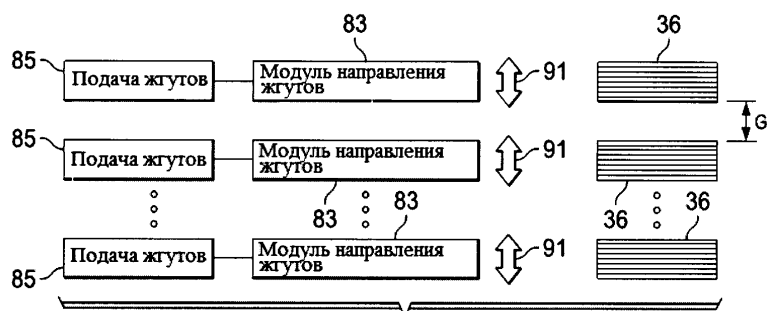 83
36
85
Подача жгутов
Модуль направления
жгутов
91
G
85
Подача жгутов
Модуль направления
жгутов
91
83
83
36
36
Подача жгутов
Модуль направления
жгутов
91
85